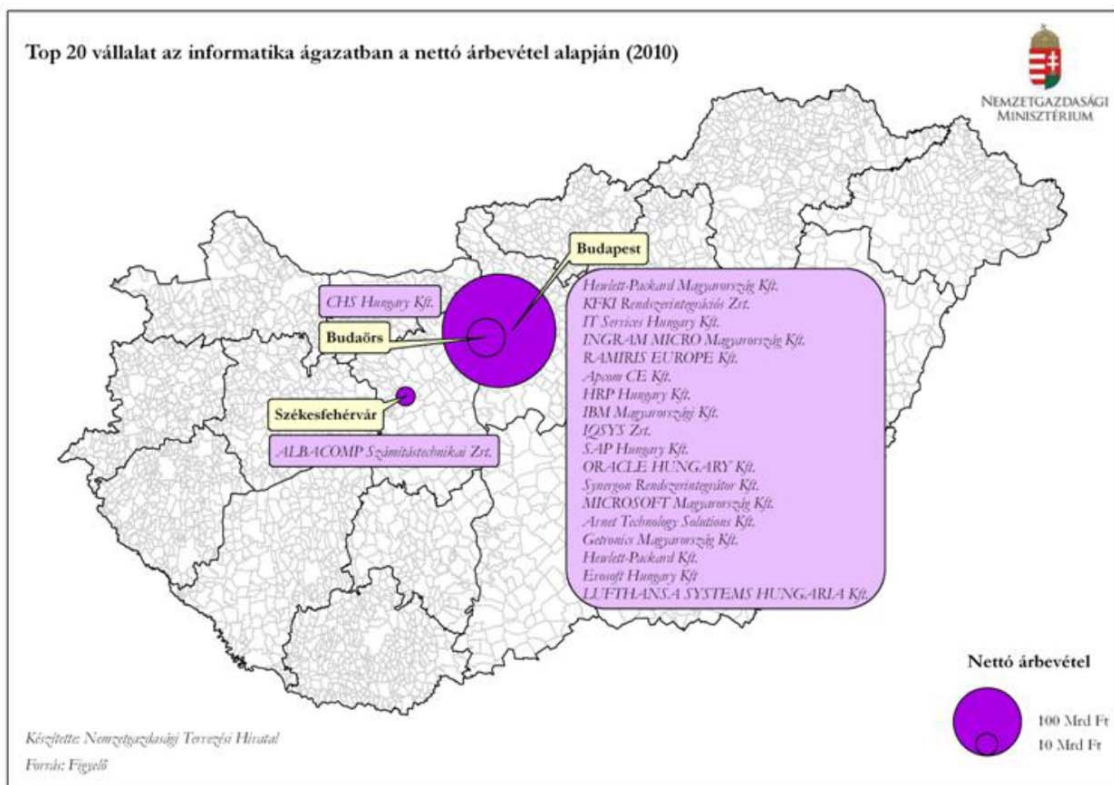 Top 20 vállalat az informatika ágazatban a nettó árbevétel alapján (2010)
NEMZETGAZDASÁGI
MINISZTÉRIUM
Budapest
CHS Hungary Kft.
Budaörs
Székesfehérvár
ALBACOMP Számítástechnikai Zrt.
Hewlett-Packard Magyarország Kft.
KFKI Rendszerintegrációs Zrt.
IT Services Hungary Kft.
INGRAM MICRO Magyarország Kft.
RAMIRIS EUROPE Kft.
Apcom CE Kft.
HRP Hungary Kft.
IBM Magyarországi Kft.
IQSYS Zrt.
SAP Hungary Kft.
ORACLE HUNGARY Kft.
Synergon Rendszerintegrátor Kft.
MICROSOFT Magyarország Kft.
Avnet Technology Solutions Kft.
Getronics Magyarország Kft.
Hewlett-Packard Kft.
Exosoft Hungary Kft
LUFTHANSA SYSTEMS HUNGARIA Kft.
Nettó árbevétel
100 Mrd Ft
10 Mrd Ft
Készítette: Nemzetgazdasági Tervezési Hivatal
Forrás: Figyelő